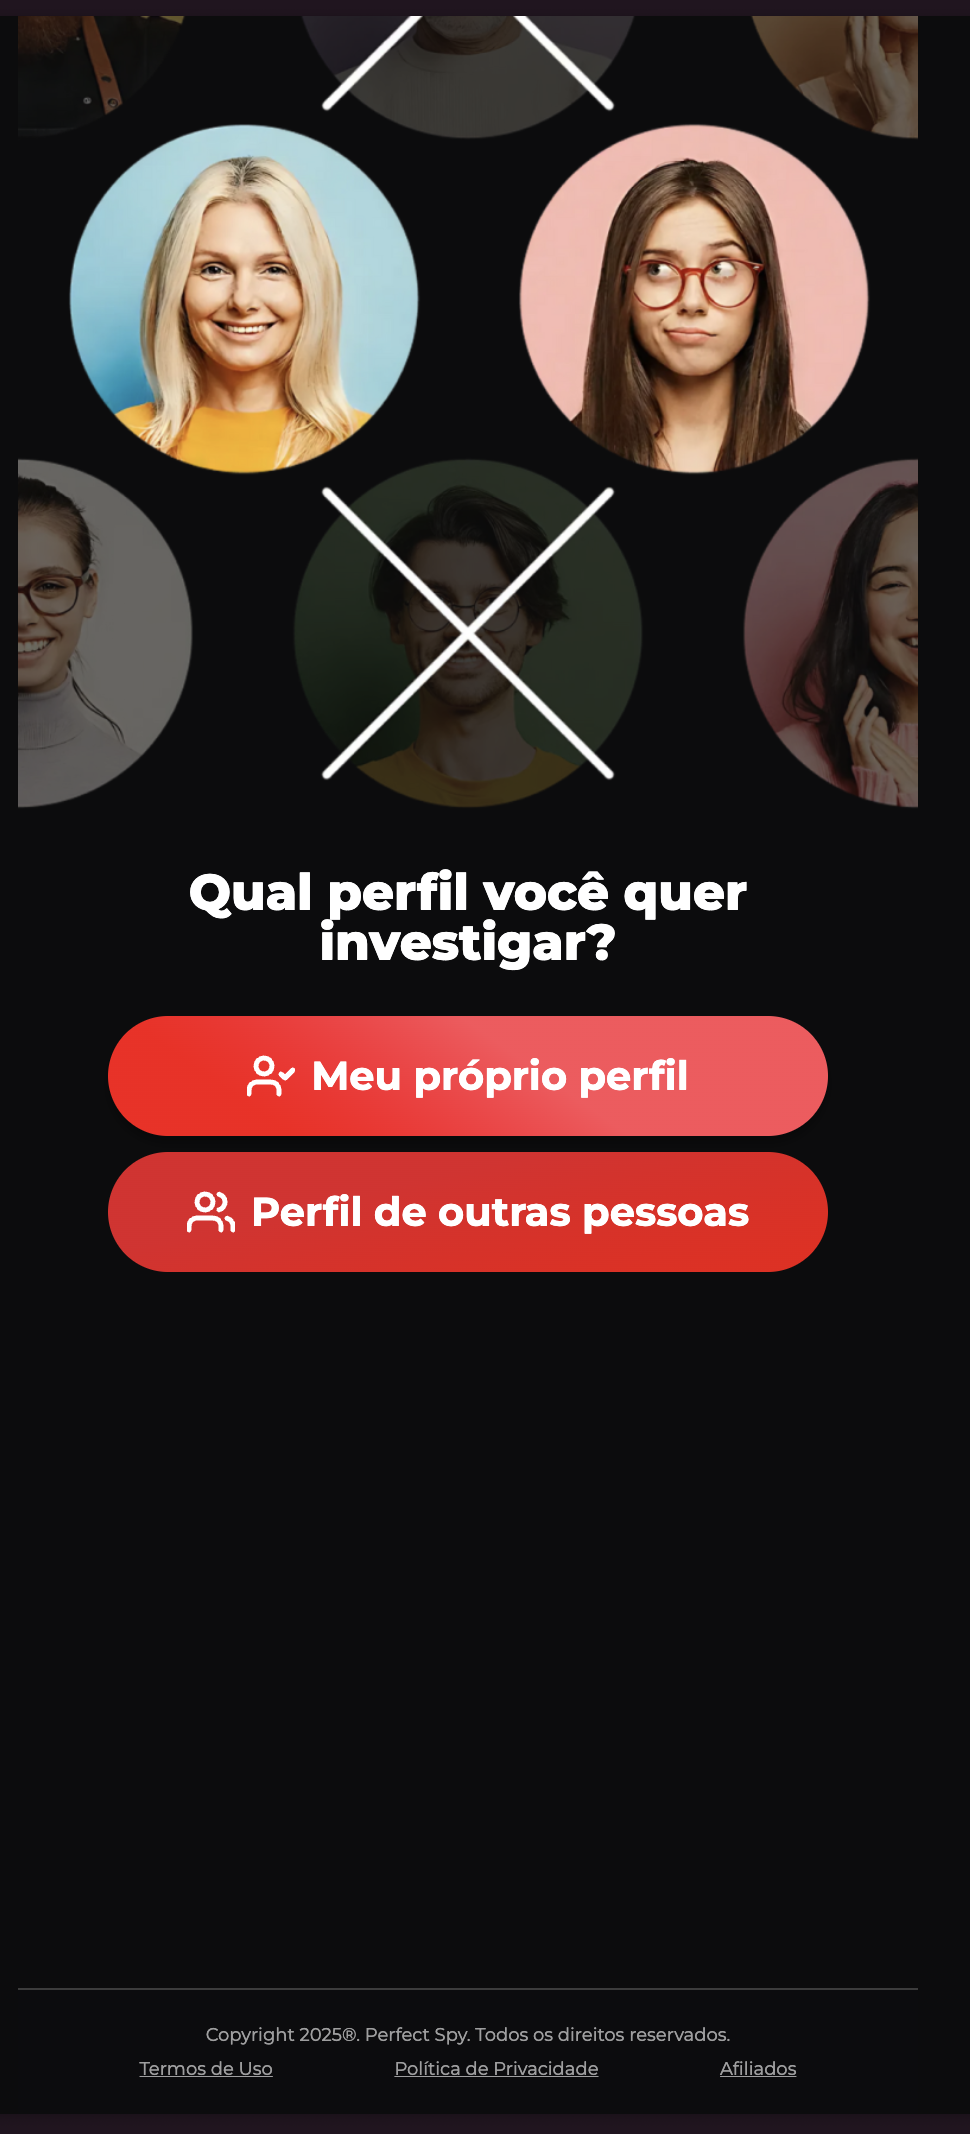 Qual perfil você quer
investigar?
Meu próprio perfil
Perfil de outras pessoas
Copyright 2025®. Perfect Spy. Todos os direitos reservados.
Termos de Uso Política de Privacidade Afiliados